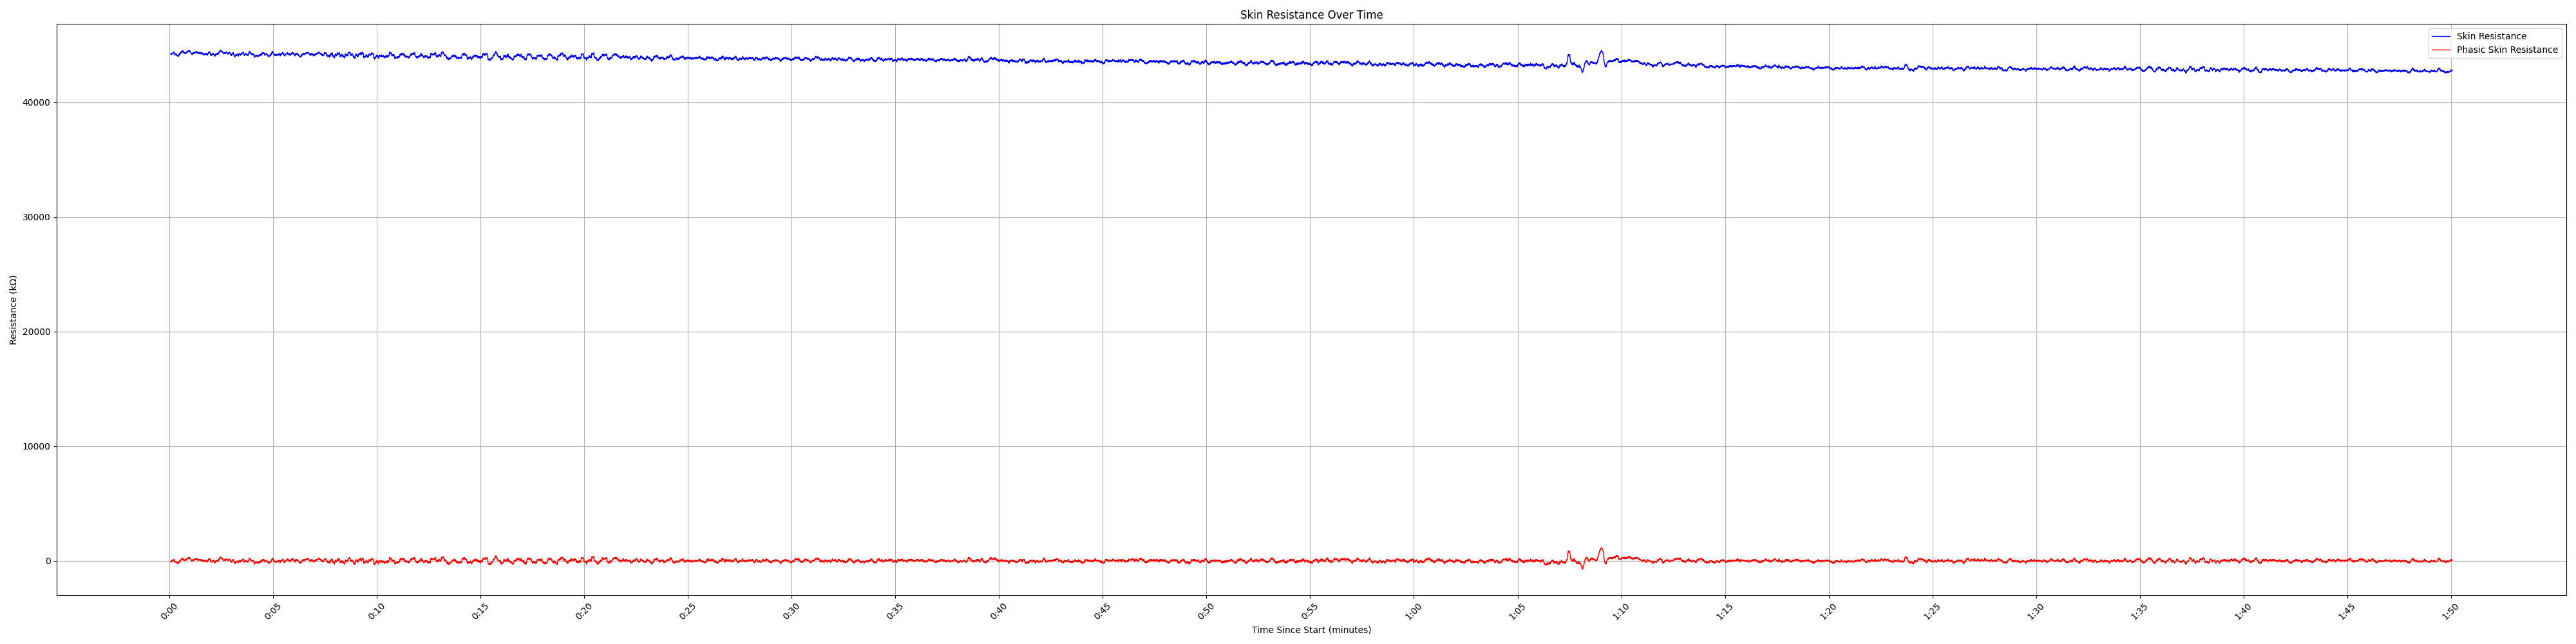 Skin Resistance Over Time
Skin Resistance
Phasic Skin Resistance
Resistance (kΩ)
40000
30000
20000
10000
0
0:00 0:05 0:10 0:15 0:20 0:25 0:30 0:35 0:40 0:45 0:50 0:55 1:00 1:05 1:10 1:15 1:20 1:25 1:30 1:35 1:40 1:45 1:50
Time Since Start (minutes)